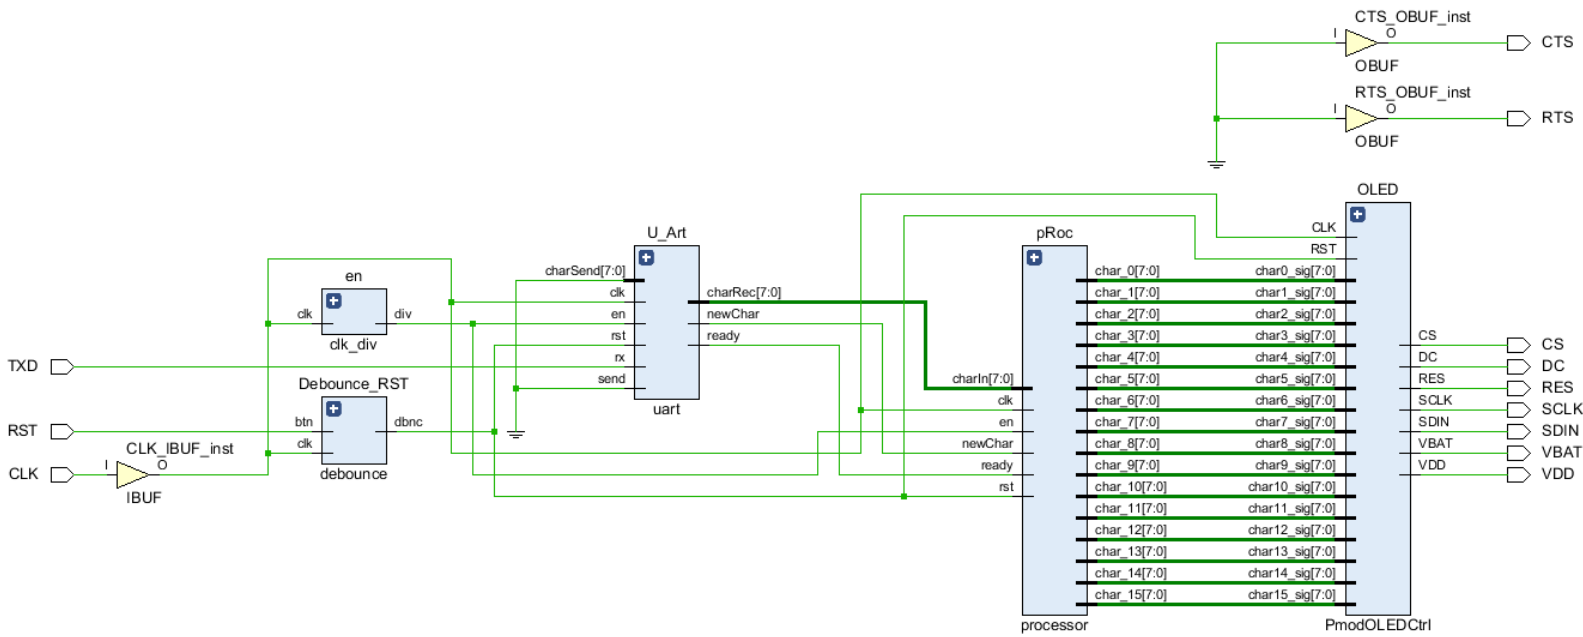 CTS_OBUF_inst
I
O
CTS
OBUF
RTS_OBUF_inst
I
O
RTS
OBUF
TXD
RST
CLK
CLK_IBUF_inst
I
O
IBUF
en
clk
div
clk_div
Debounce_RST
btn
clk
dbnc
debounce
U_Art
charSend[7:0]
clk
en
rst
rx
send
charRec[7:0]
newChar
ready
uart
pRoc
charIn[7:0]
clk
en
newChar
ready
rst
char_0[7:0]
char_1[7:0]
char_2[7:0]
char_3[7:0]
char_4[7:0]
char_5[7:0]
char_6[7:0]
char_7[7:0]
char_8[7:0]
char_9[7:0]
char_10[7:0]
char_11[7:0]
char_12[7:0]
char_13[7:0]
char_14[7:0]
char_15[7:0]
processor
OLED
CLK
RST
char0_sig[7:0]
char1_sig[7:0]
char2_sig[7:0]
char3_sig[7:0]
char4_sig[7:0]
char5_sig[7:0]
char6_sig[7:0]
char7_sig[7:0]
char8_sig[7:0]
char9_sig[7:0]
char10_sig[7:0]
char11_sig[7:0]
char12_sig[7:0]
char13_sig[7:0]
char14_sig[7:0]
char15_sig[7:0]
CS
DC
RES
SCLK
SDIN
VBAT
VDD
PmodOLEDCtrl
CS
DC
RES
SCLK
SDIN
VBAT
VDD